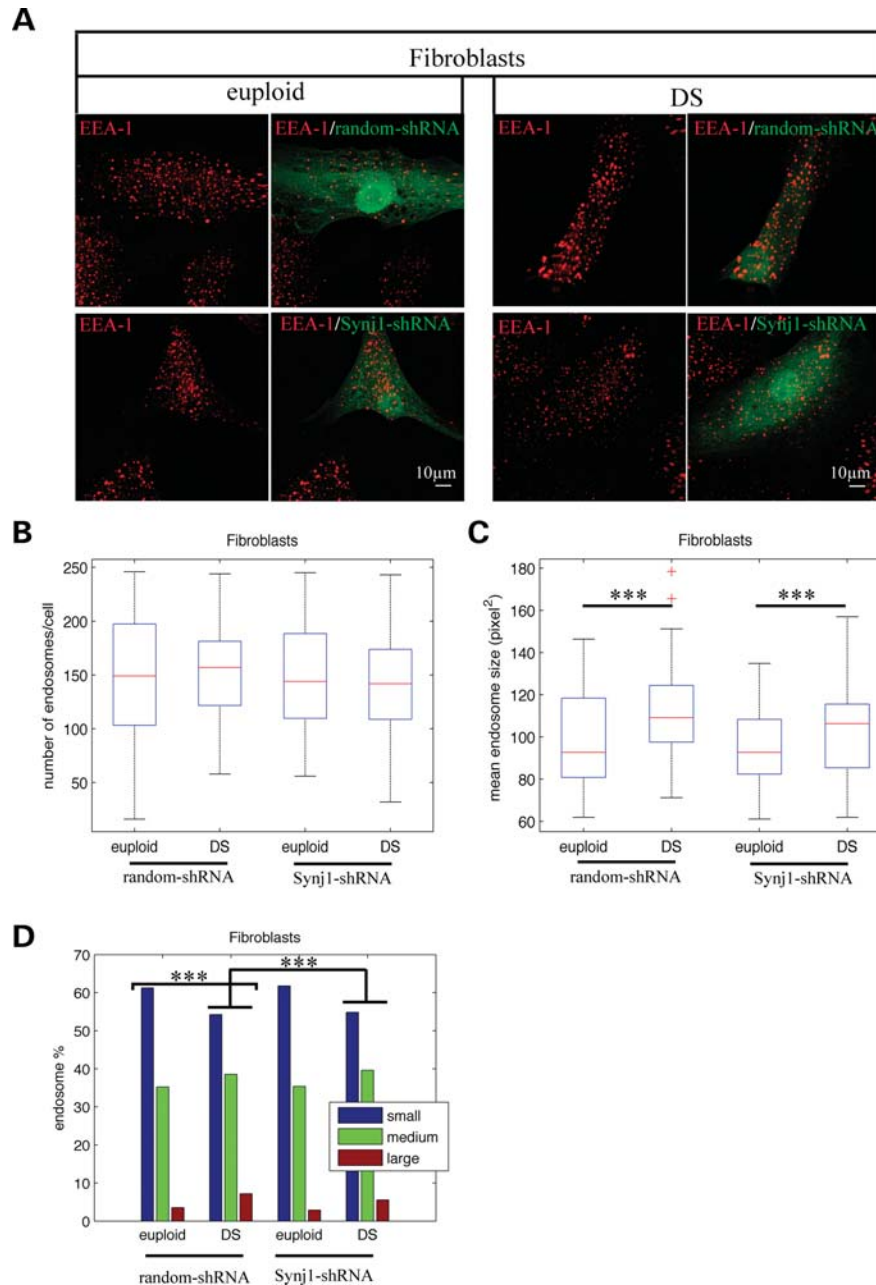 A
Fibroblasts
euploid
DS
EEA-1
EEA-1/random-shRNA
EEA-1
EEA-1/random-shRNA
EEA-1
EEA-1/Synj1-shRNA
EEA-1
EEA-1/Synj1-shRNA
10µm
10µm
B
Fibroblasts
number of endosomes/cell
250
200
150
100
50
euploid
DS
euploid
DS
random-shRNA
Synj1-shRNA
C
Fibroblasts
mean endosome size (pixel²)
180
160
140
120
100
80
60
***
***
euploid
DS
euploid
DS
random-shRNA
Synj1-shRNA
D
Fibroblasts
endosome %
70
60
50
40
30
20
10
0
***
***
small
medium
large
euploid
DS
euploid
DS
random-shRNA
Synj1-shRNA